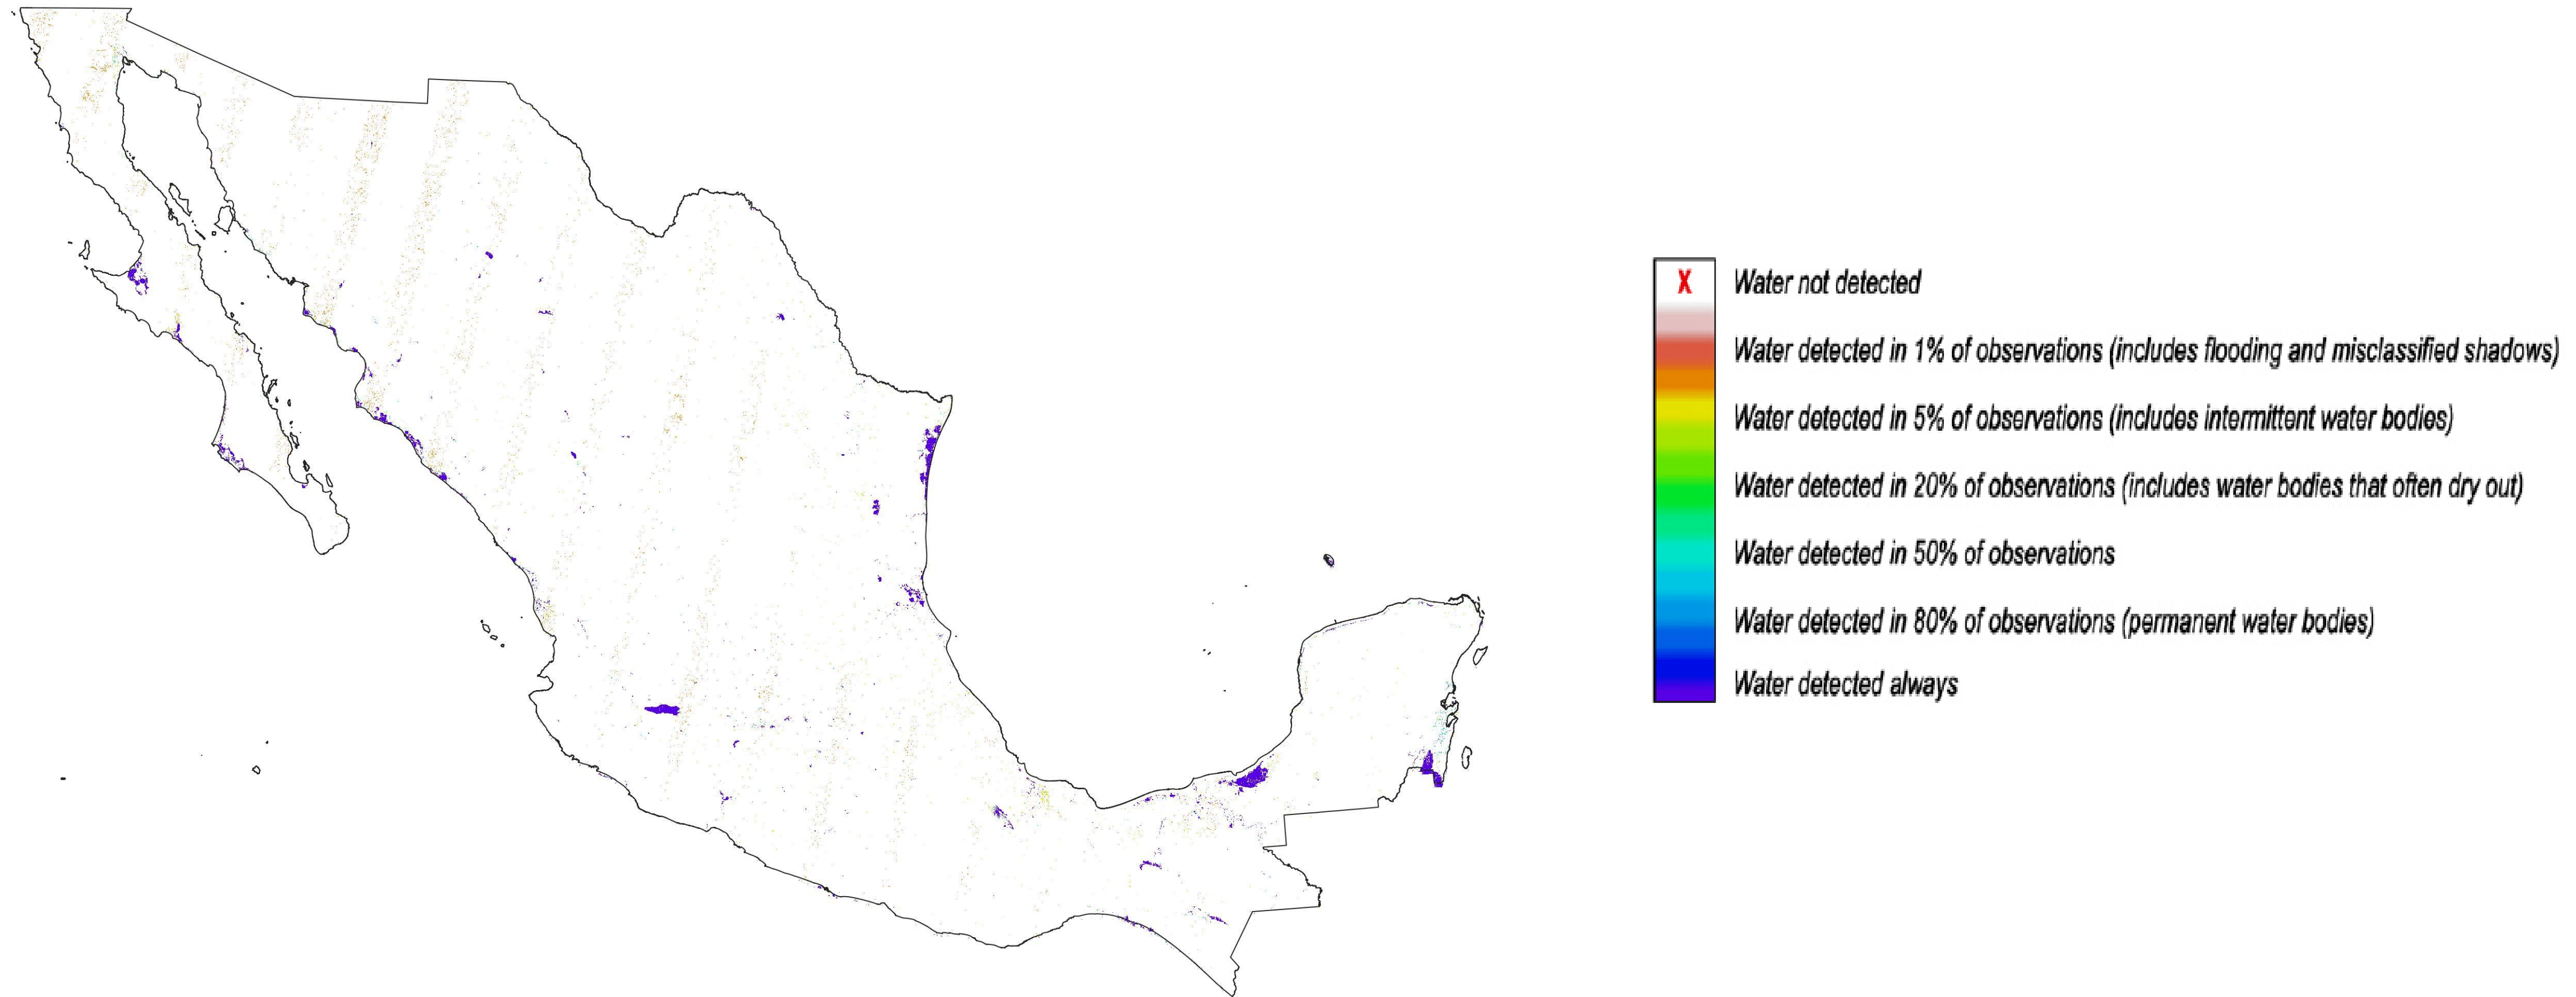 X Water not detected
Water detected in 1% of observations (includes flooding and misclassified shadows)
Water detected in 5% of observations (includes intermittent water bodies)
Water detected in 20% of observations (includes water bodies that often dry out)
Water detected in 50% of observations
Water detected in 80% of observations (permanent water bodies)
Water detected always